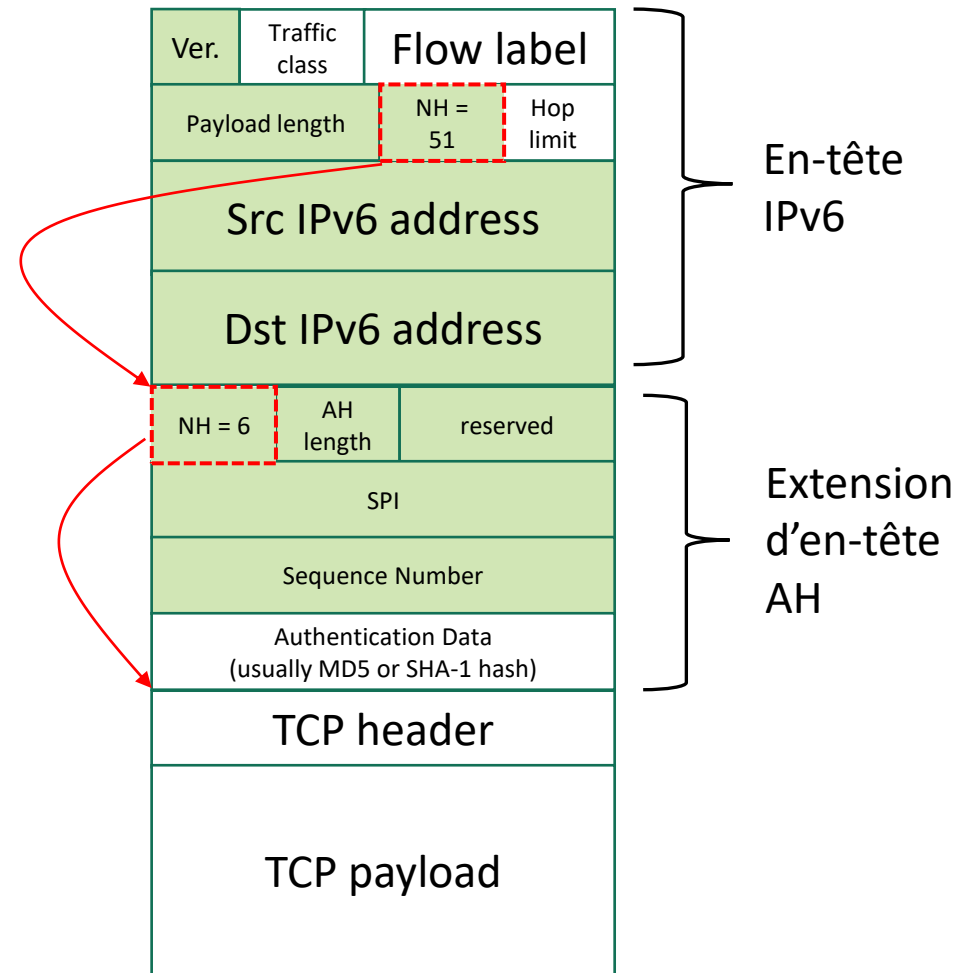 Ver.
Traffic
class
Flow label
Payload length
NH =
51
Hop
limit
Src IPv6 address
Dst IPv6 address
En-tête
IPv6
NH = 6
AH
length
reserved
SPI
Sequence Number
Authentication Data
(usually MD5 or SHA-1 hash)
Extension
d’en-tête
AH
TCP header
TCP payload